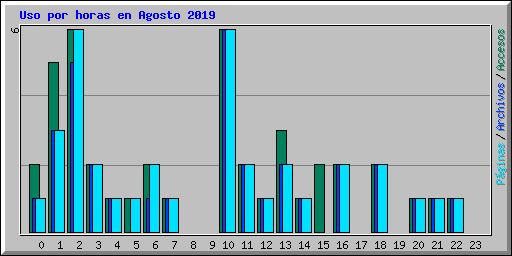 Uso por horas en Agosto 2019
6
Páginas / Archivos / Accesos
0 1 2 3 4 5 6 7 8 9 10 11 12 13 14 15 16 17 18 19 20 21 22 23